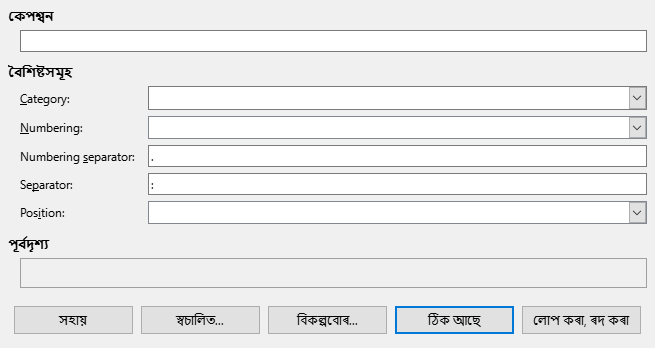 কেপশ্বন
বৈশিষ্টসমূহ
Category:
Numbering:
Numbering separator: .
Separator: :
Position:
পূৰ্বদৃশ্য
সহায় স্বচালিত... বিকল্পবোৰ... ঠিক আছে লোপ কৰা, ৰদ কৰা